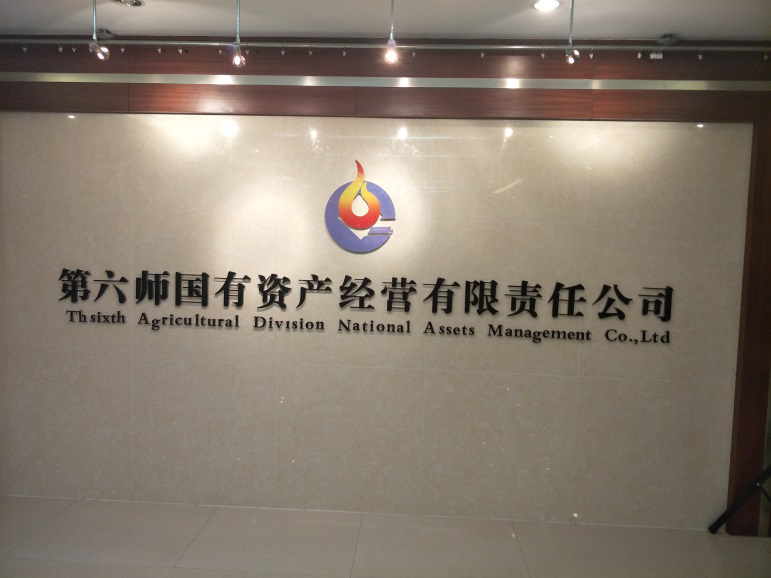 第六师国有资产经营有限责任公司
Thsixth Agricultural Division National Assets Management Co.,Ltd